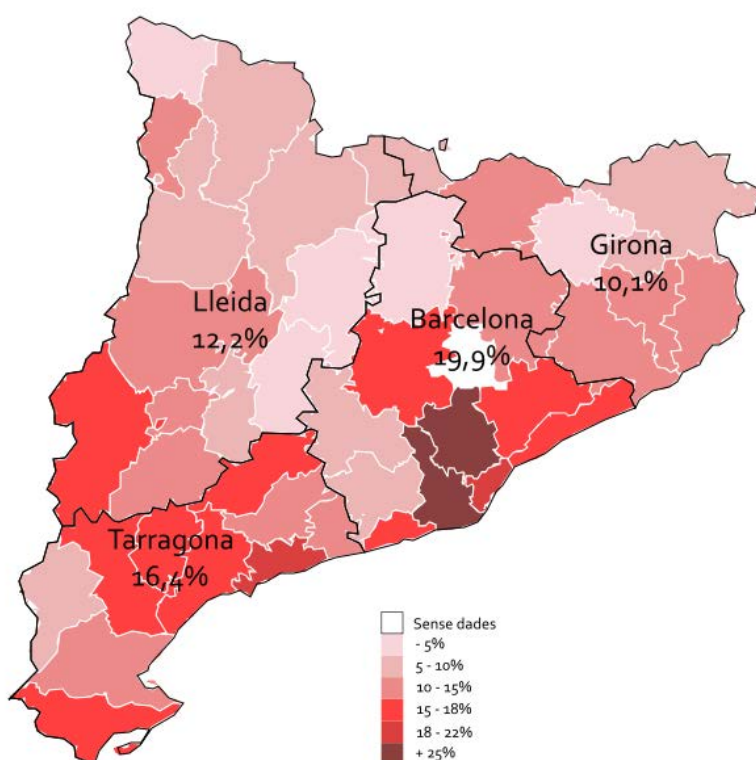 Girona
10,1%
Lleida
12,2%
Barcelona
19,9%
Tarragona
16,4%
Sense dades
- 5%
5 - 10%
10 - 15%
15 - 18%
18 - 22%
+ 25%